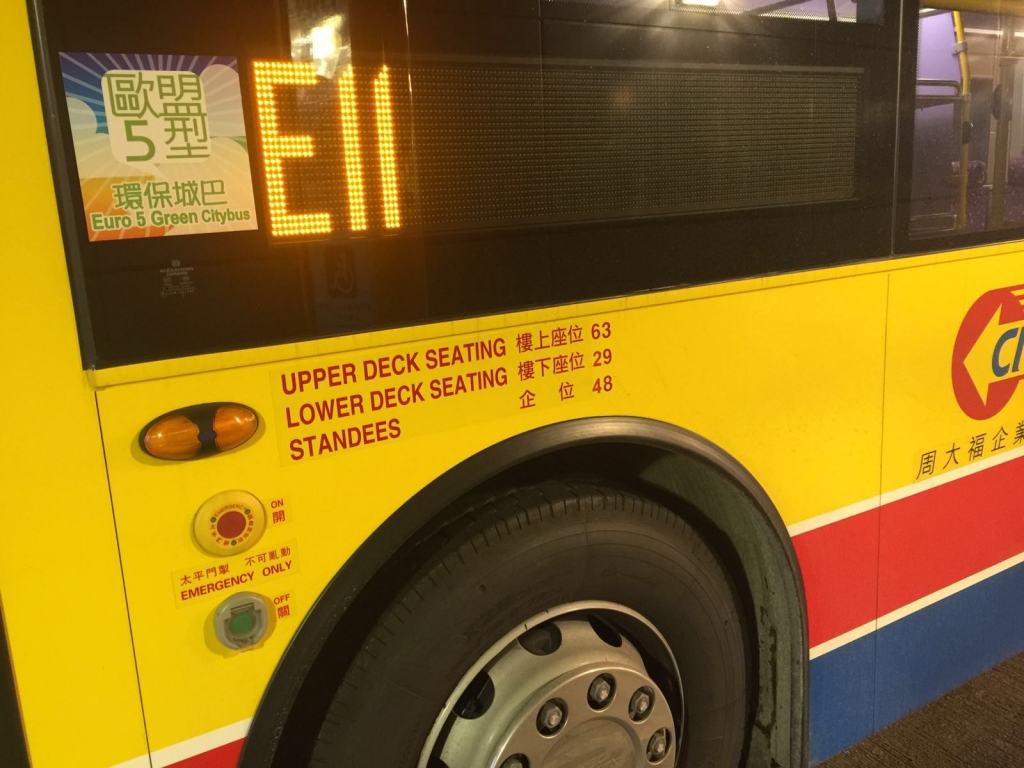 歐盟
5型
環保城巴
Euro 5 Green Citybus
E11
UPPER DECK SEATING 樓上座位 63
LOWER DECK SEATING 樓下座位 29
STANDEES 企 位 48
ON
開
太平門掣 不可亂動
EMERGENCY ONLY
OFF
關
周大福企業